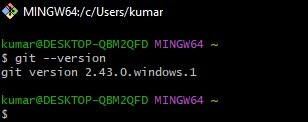 MINGW64:/c/Users/kumar
kumar@DESKTOP-QBM2QFD MINGW64 ~
$ git --version
git version 2.43.0.windows.1
kumar@DESKTOP-QBM2QFD MINGW64 ~
$